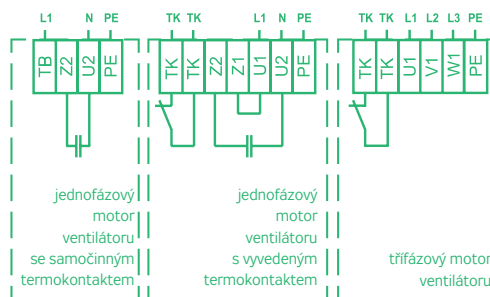 L1 N PE
TB Z2 U2 PE
jednofázový
motor
ventilátoru
se samočinným
termokontaktem
TK TK L1 N PE
TK TK Z2 Z1 U1 U2 PE
jednofázový
motor
ventilátoru
s vyvedeným
termokontaktem
TK TK L1 L2 L3 PE
TK TK U1 V1 W1 PE
třífázový motor
ventilátoru